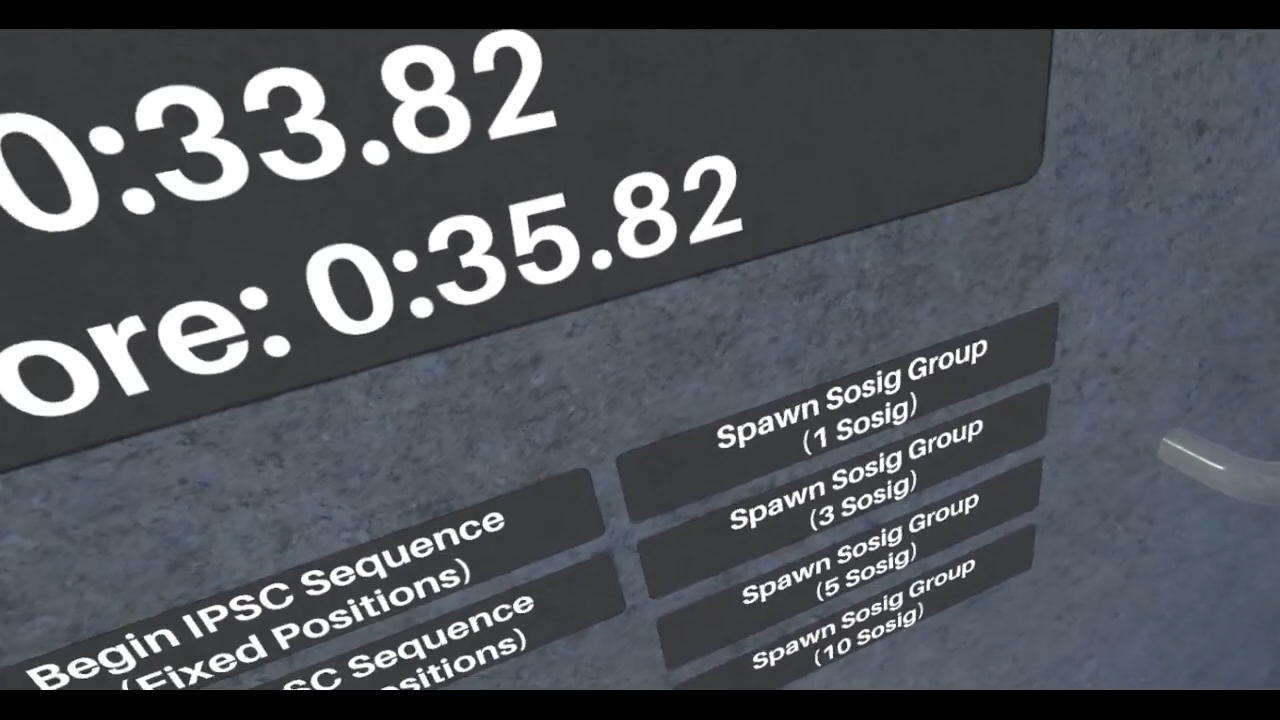 0:33.82
ore: 0:35.82
Spawn Sosig Group
(1 Sosig)
Spawn Sosig Group
(3 Sosig)
Spawn Sosig Group
(5 Sosig)
Spawn Sosig Group
(10 Sosig)
Begin IPSC Sequence
(Fixed Positions)
SC Sequence
ositions)